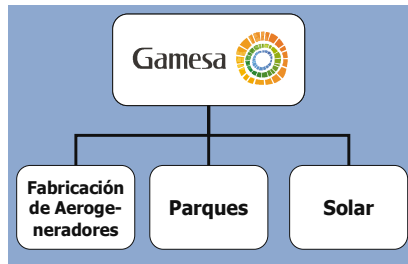 Gamesa
Fabricación
de Aeroge-
neradores
Parques
Solar